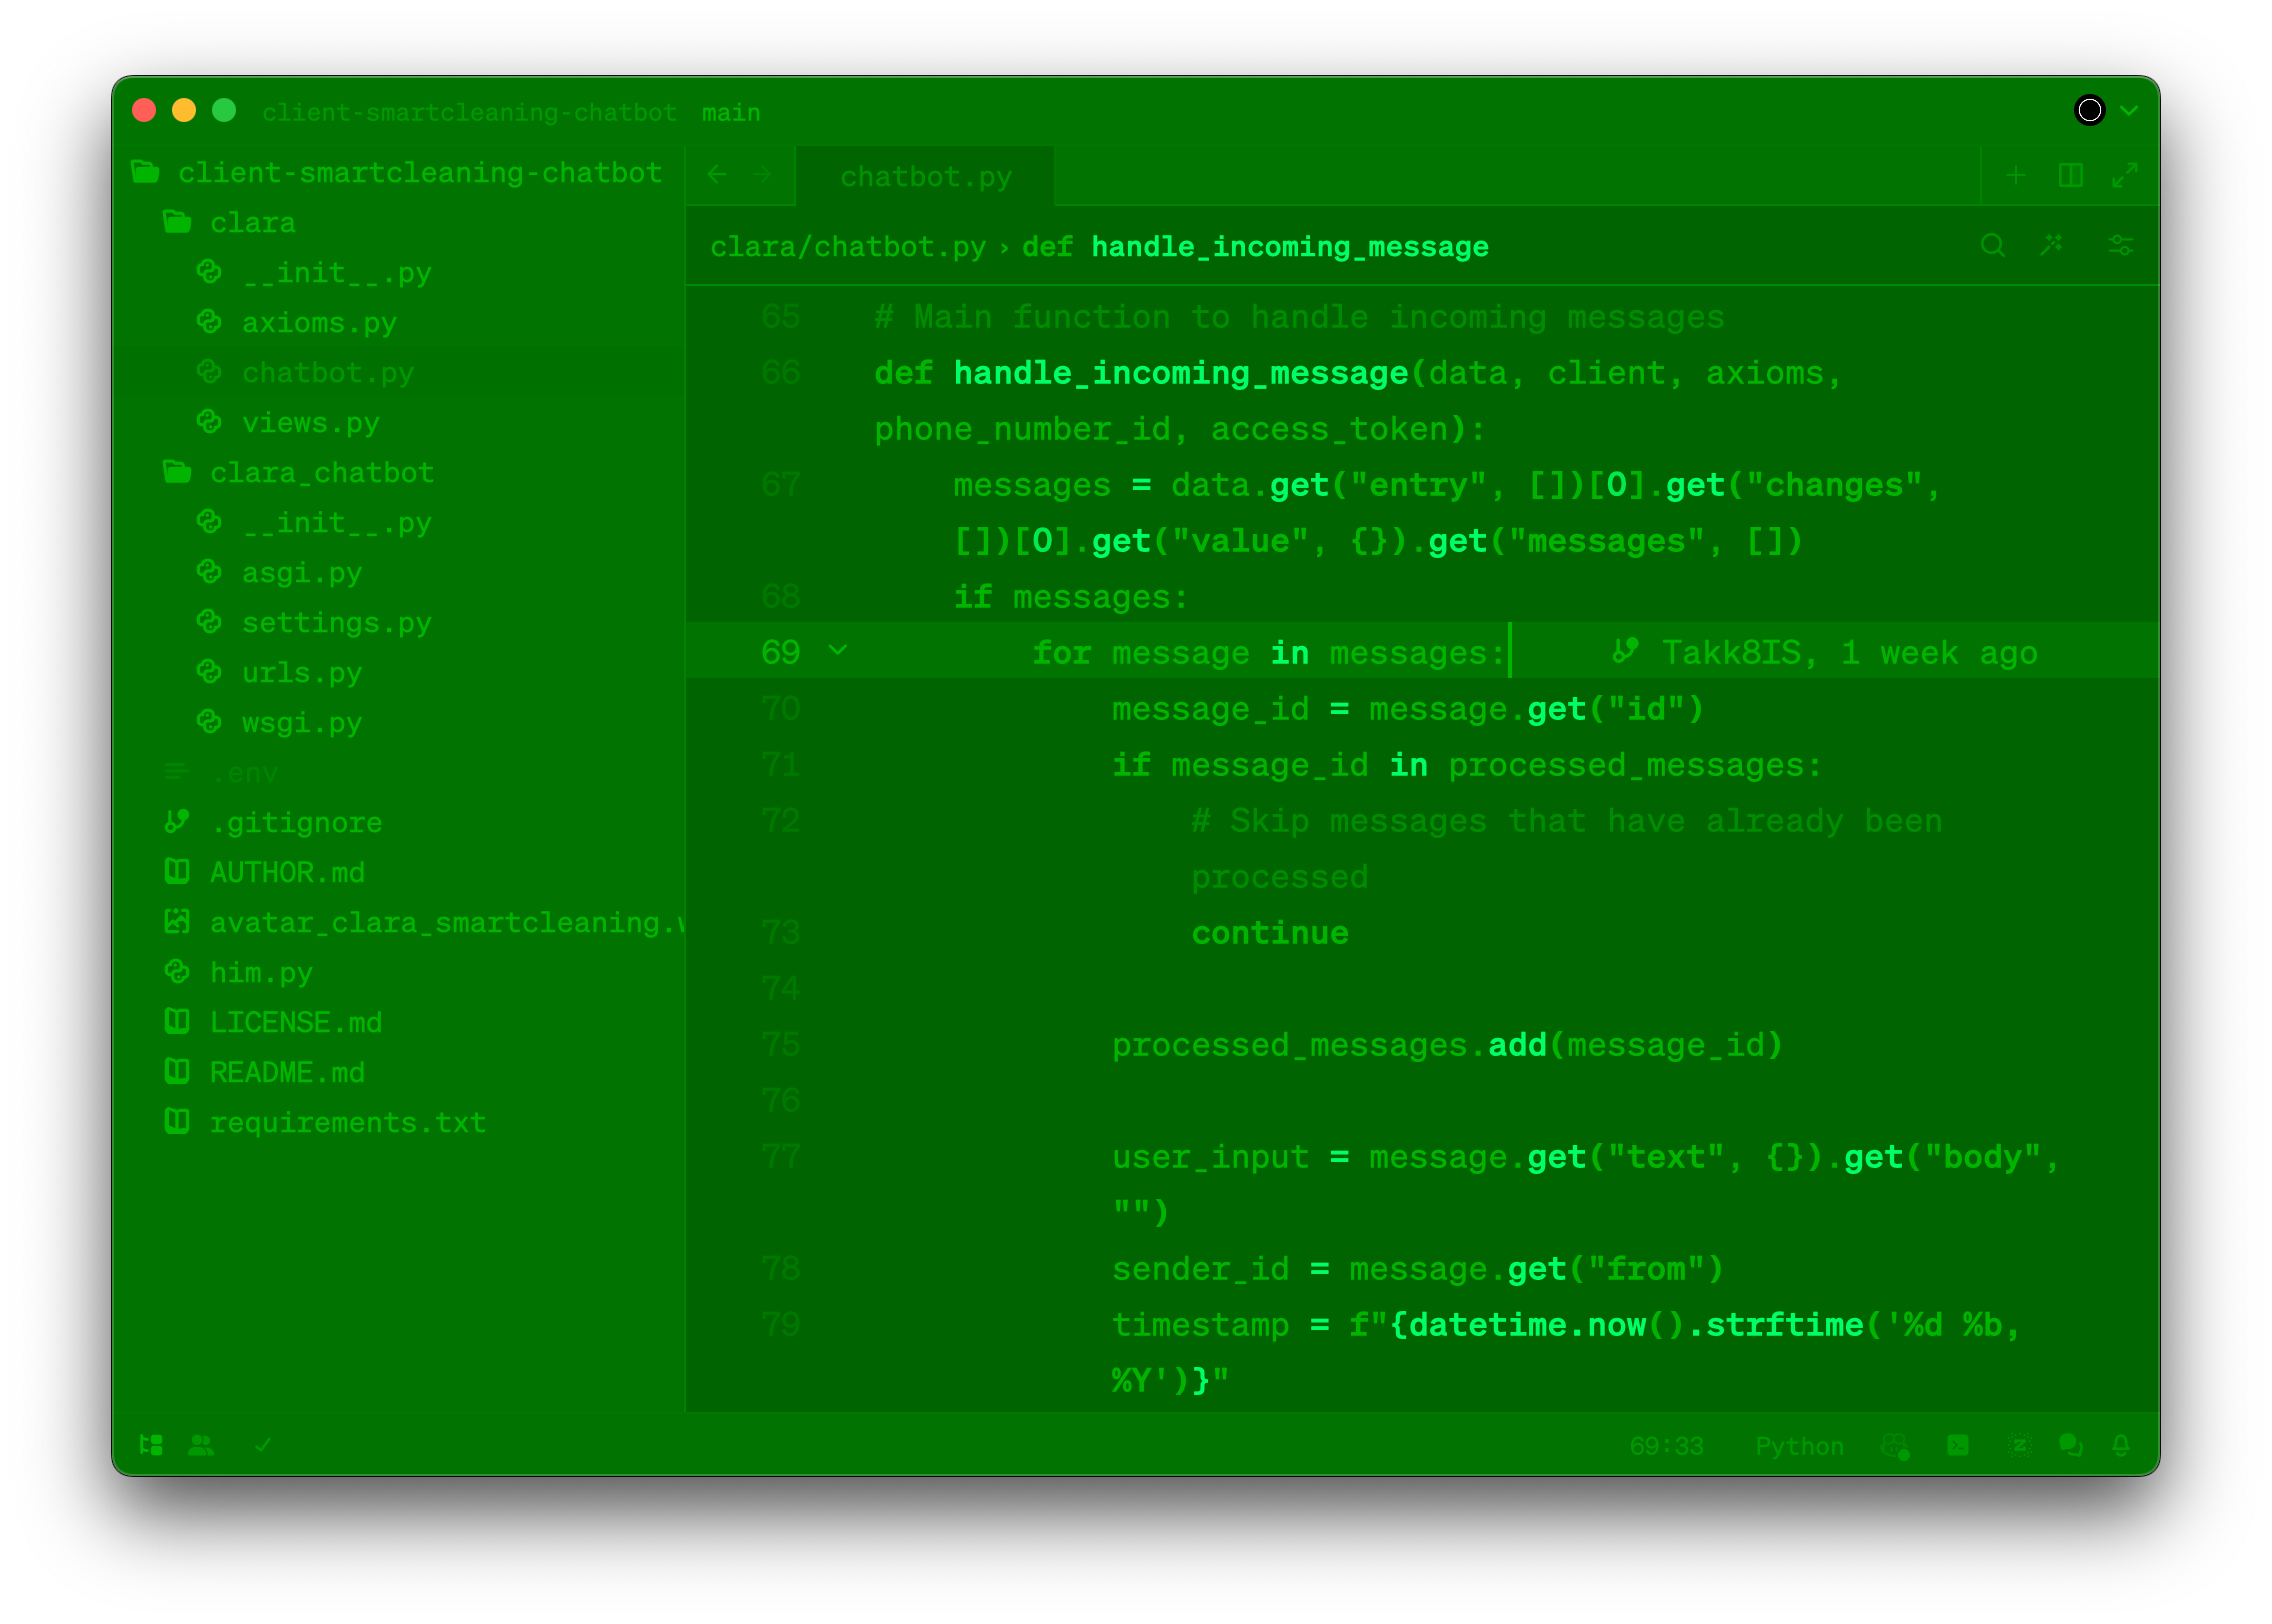 client-smartcleaning-chatbot main
client-smartcleaning-chatbot
clara
__init__.py
axioms.py
chatbot.py
views.py
clara_chatbot
__init__.py
asgi.py
settings.py
urls.py
wsgi.py
.env
.gitignore
AUTHOR.md
avatar_clara_smartcleaning.w
him.py
LICENSE.md
README.md
requirements.txt
chatbot.py
clara/chatbot.py › def handle_incoming_message
65 # Main function to handle incoming messages
66 def handle_incoming_message(data, client, axioms,
phone_number_id, access_token):
67 messages = data.get("entry", [])[0].get("changes",
[])[0].get("value", {}).get("messages", [])
68 if messages:
69 for message in messages: Takk8IS, 1 week ago
70 message_id = message.get("id")
71 if message_id in processed_messages:
72 # Skip messages that have already been
processed
73 continue
74
75 processed_messages.add(message_id)
76
77 user_input = message.get("text", {}).get("body",
"")
78 sender_id = message.get("from")
79 timestamp = f"{datetime.now().strftime('%d %b,
%Y')}"
69:33 Python